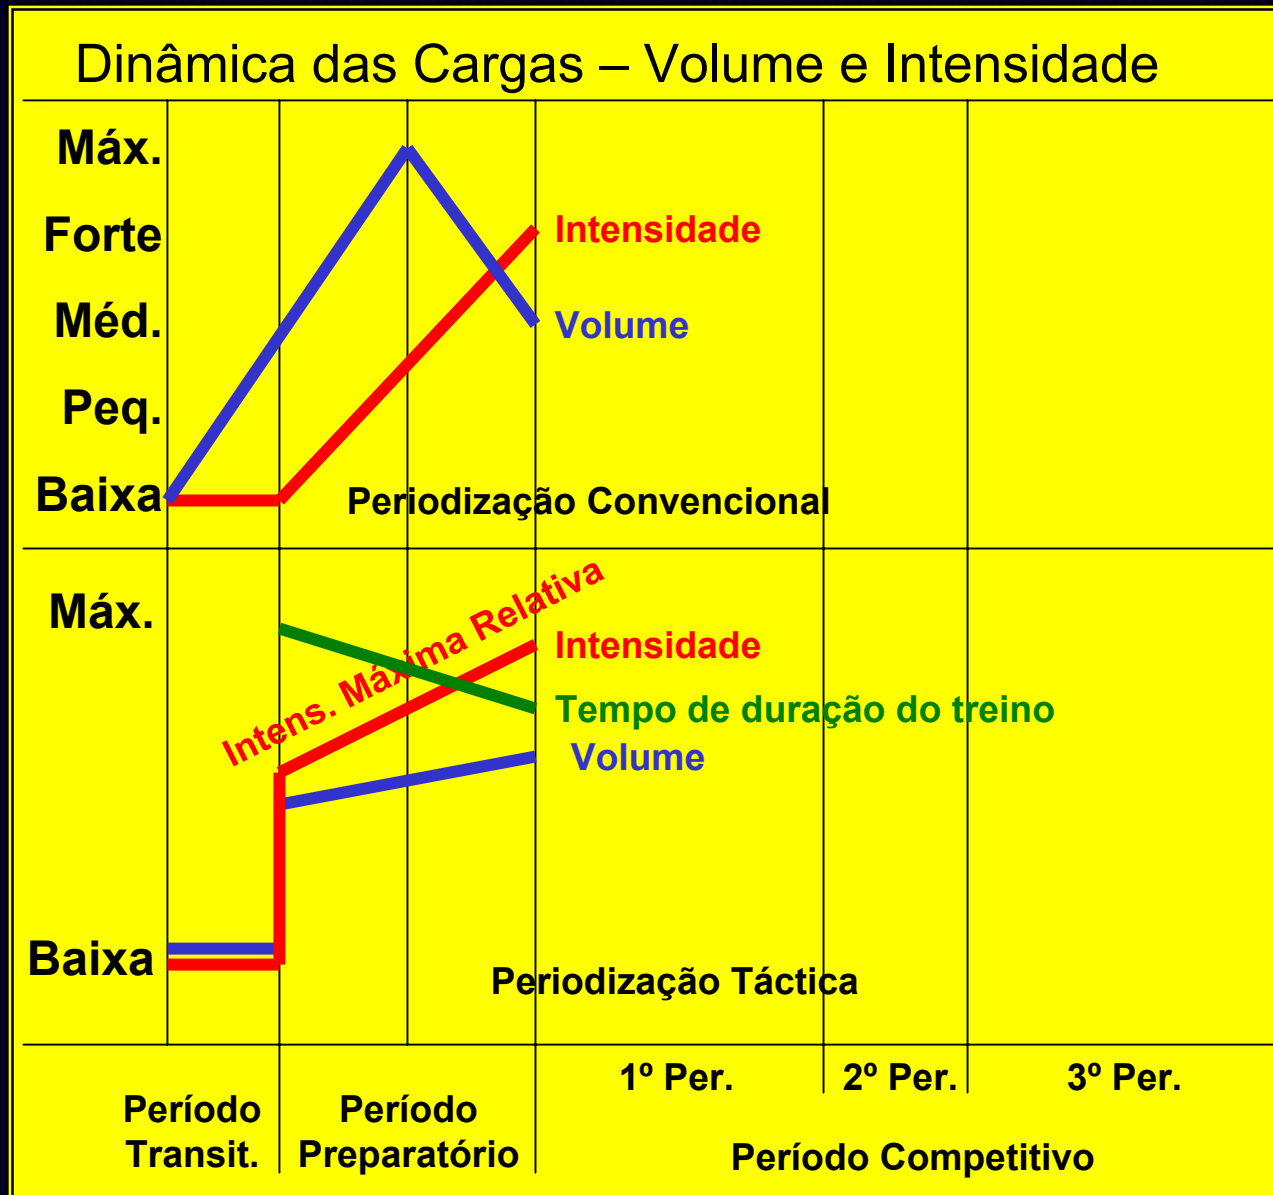 Dinâmica das Cargas – Volume e Intensidade
Máx.
Forte
Intensidade
Méd.
Volume
Peq.
Baixa
Periodização Convencional
Máx.
Intens. Máxima Relativa
Intensidade
Tempo de duração do treino
Volume
Baixa
Periodização Táctica
1º Per.
2º Per.
3º Per.
Período
Transit.
Período
Preparatório
Período Competitivo